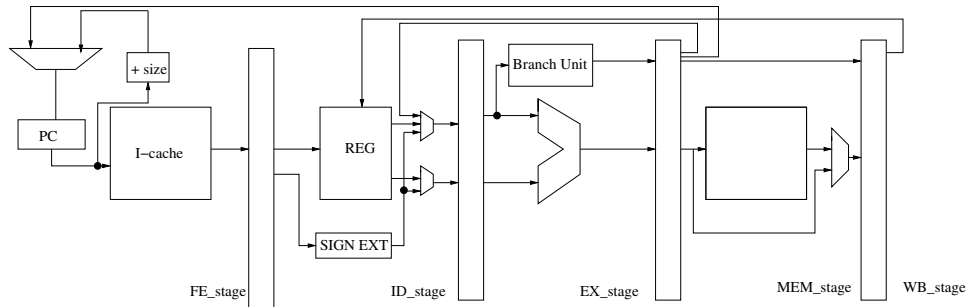 + size
Branch Unit
PC
I-cache
REG
SIGN EXT
FE_stage
ID_stage
EX_stage
MEM_stage
WB_stage